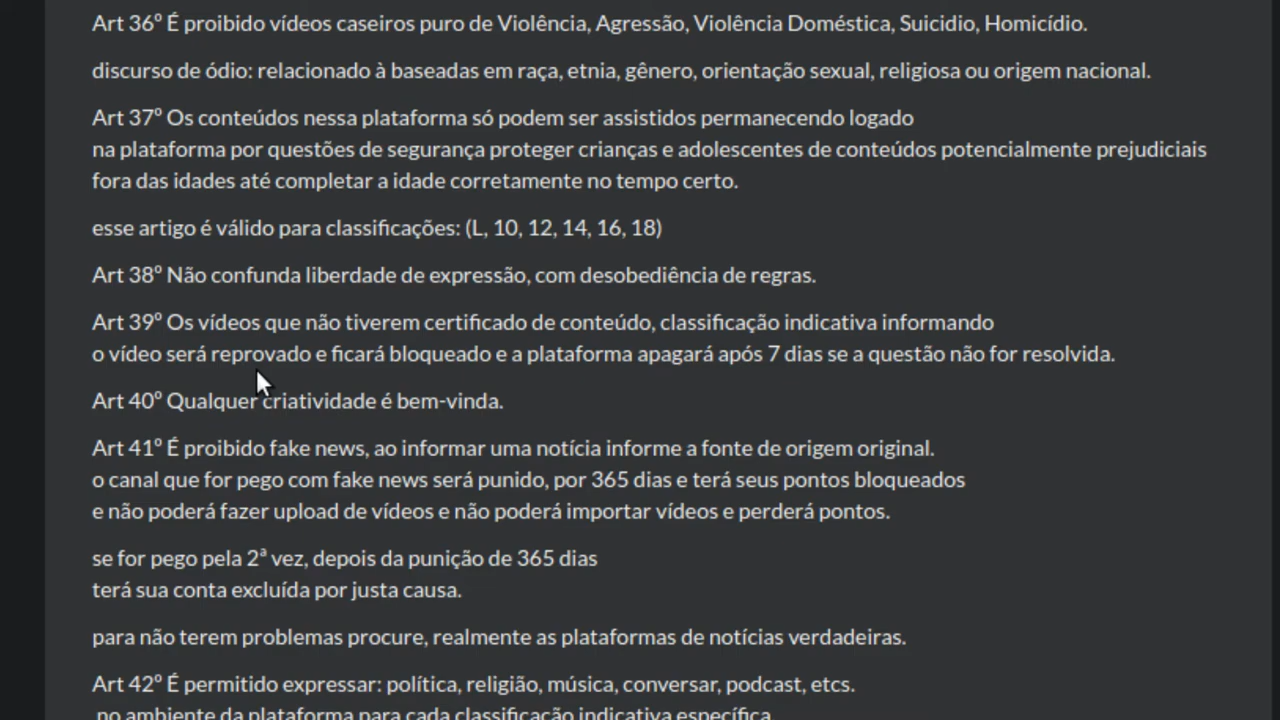 Art 36º É proibido vídeos caseiros puro de Violência, Agressão, Violência Doméstica, Suicidio, Homicídio.
discurso de ódio: relacionado à baseadas em raça, etnia, gênero, orientação sexual, religiosa ou origem nacional.
Art 37º Os conteúdos nessa plataforma só podem ser assistidos permanecendo logado
na plataforma por questões de segurança proteger crianças e adolescentes de conteúdos potencialmente prejudiciais
fora das idades até completar a idade corretamente no tempo certo.
esse artigo é válido para classificações: (L, 10, 12, 14, 16, 18)
Art 38º Não confunda liberdade de expressão, com desobediência de regras.
Art 39º Os vídeos que não tiverem certificado de conteúdo, classificação indicativa informando
o vídeo será reprovado e ficará bloqueado e a plataforma apagará após 7 dias se a questão não for resolvida.
Art 40º Qualquer criatividade é bem-vinda.
Art 41º É proibido fake news, ao informar uma notícia informe a fonte de origem original.
o canal que for pego com fake news será punido, por 365 dias e terá seus pontos bloqueados
e não poderá fazer upload de vídeos e não poderá importar vídeos e perderá pontos.
se for pego pela 2ª vez, depois da punição de 365 dias
terá sua conta excluída por justa causa.
para não terem problemas procure, realmente as plataformas de notícias verdadeiras.
Art 42º É permitido expressar: política, religião, música, conversar, podcast, etcs.
no ambiente da plataforma para cada classificação indicativa específica